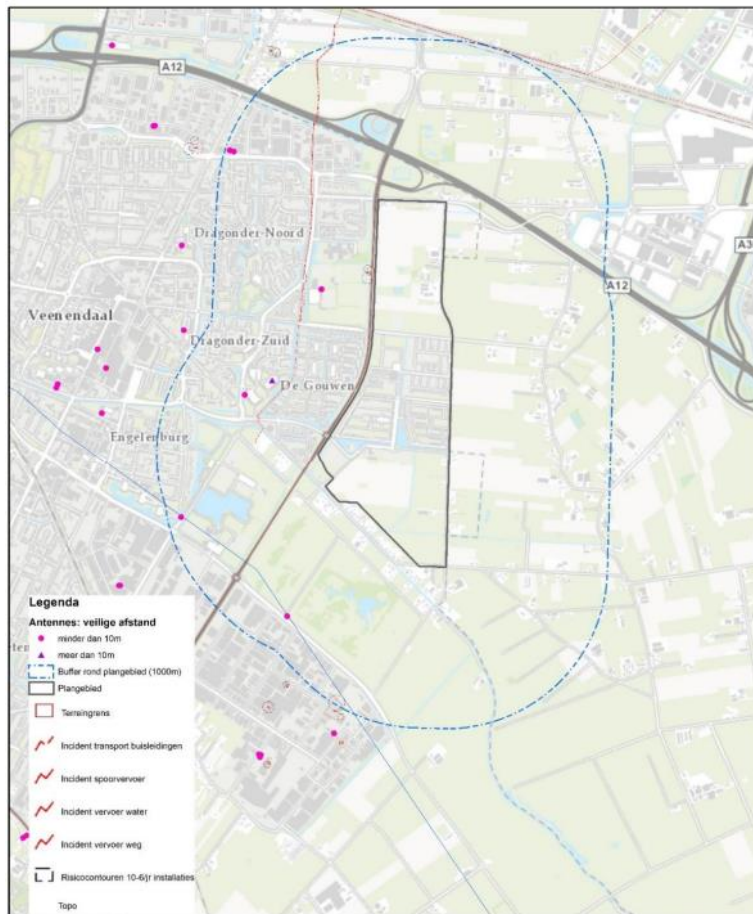 A12
Dragonder-Noord
A3
A12
Veenendaal
Dragonder-Zuid
De Gouwen
Engelenburg
Legenda
Antennes: veilige afstand
minder dan 10m
meer dan 10m
Buffer rond plangebied (1000m)
Plangebied
Terreingrens
Incident transport buisleidingen
Incident spoorvervoer
Incident vervoer water
Incident vervoer weg
Risicocontouren 10-6/jr installaties
Topo